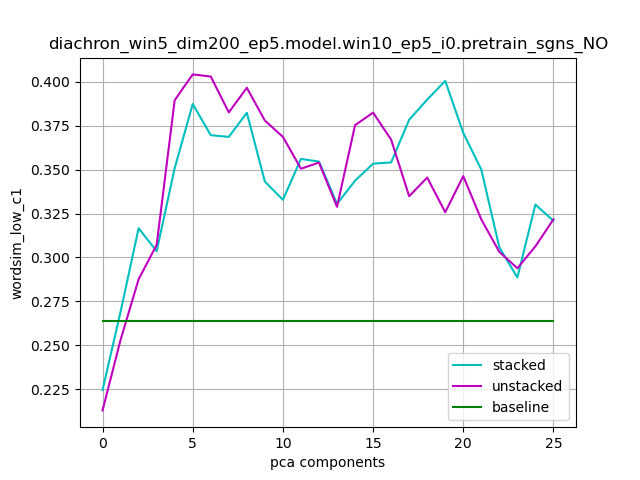 diachron_win5_dim200_ep5.model.win10_ep5_i0.pretrain_sgns_NO
0.400
0.375
0.350
0.325
0.300
0.275
0.250
0.225
wordsim_low_c1
stacked
unstacked
baseline
0 5 10 15 20 25
pca components